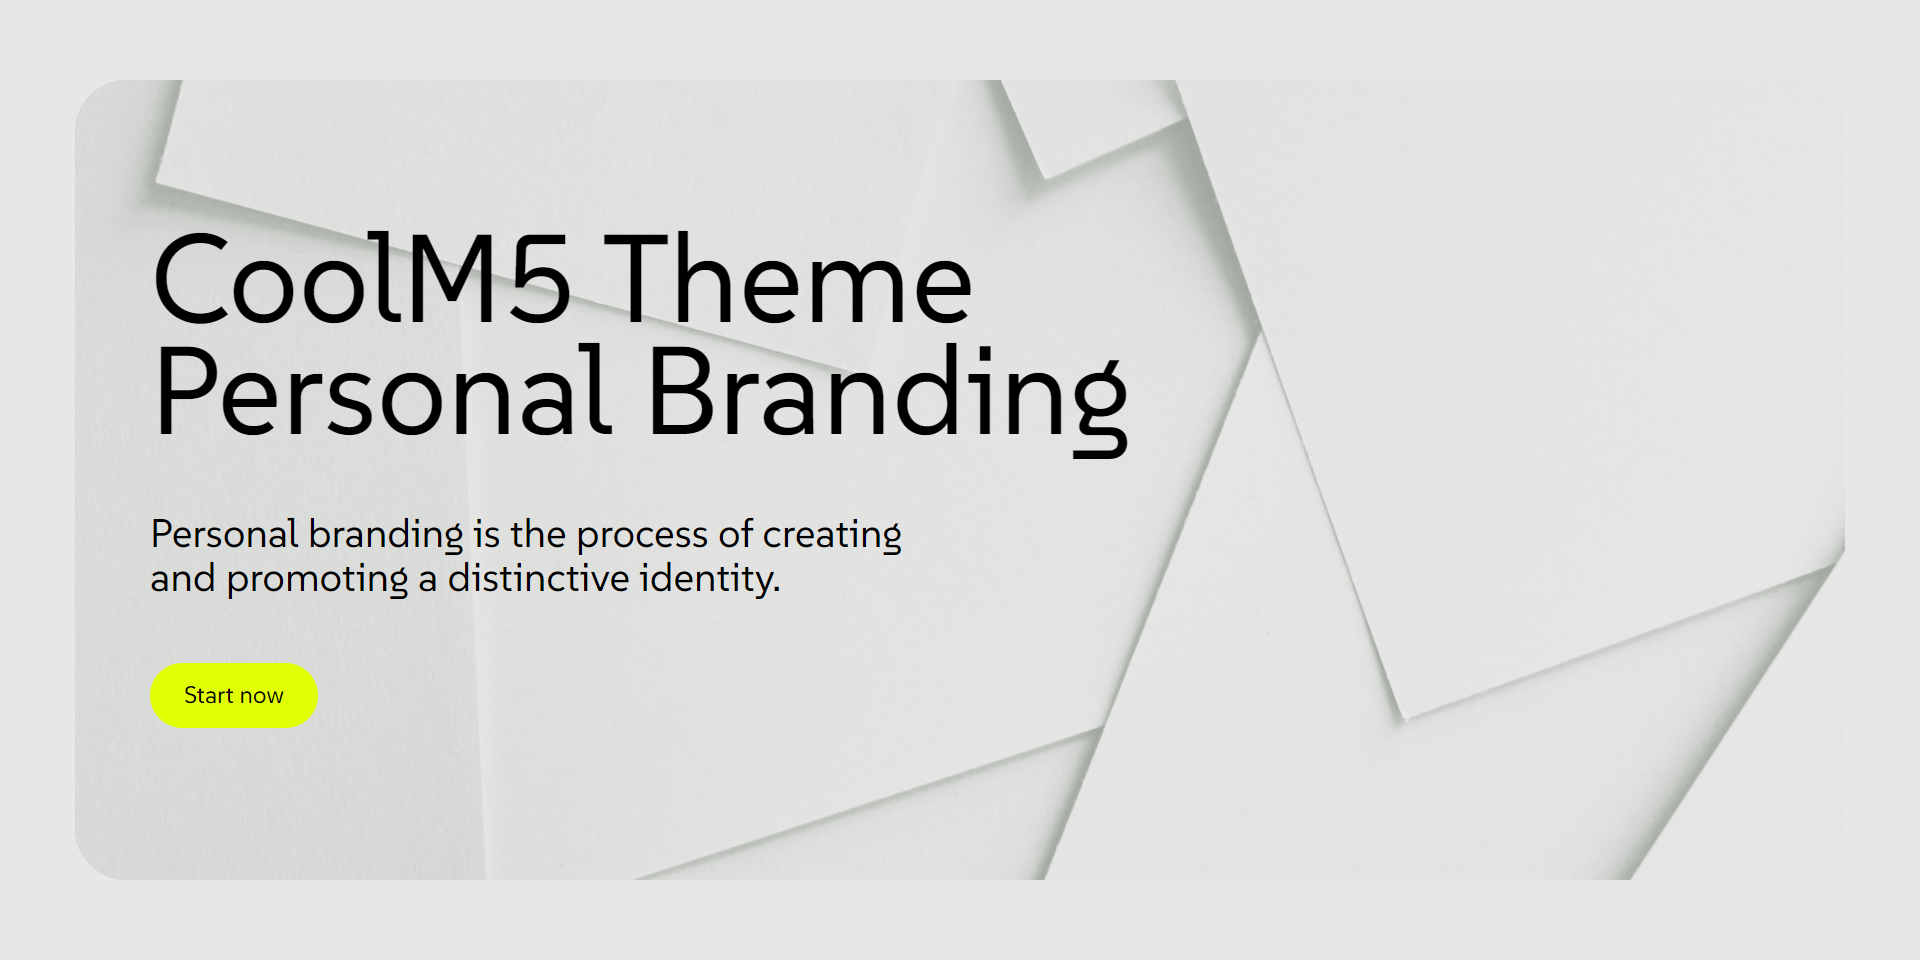 CoolM5 Theme
Personal Branding
Personal branding is the process of creating
and promoting a distinctive identity.
Start now